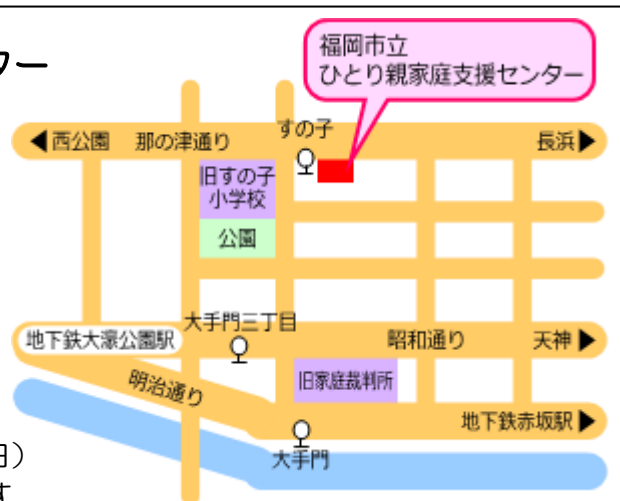 ター
福岡市立
ひとり親家庭支援センター
すの子
◀西公園
那の津通り
長浜▶
旧すの子
小学校
公園
大手門三丁目
地下鉄大濠公園駅
昭和通り
天神▶
明治通り
旧家庭裁判所
地下鉄赤坂駅▶
大手門